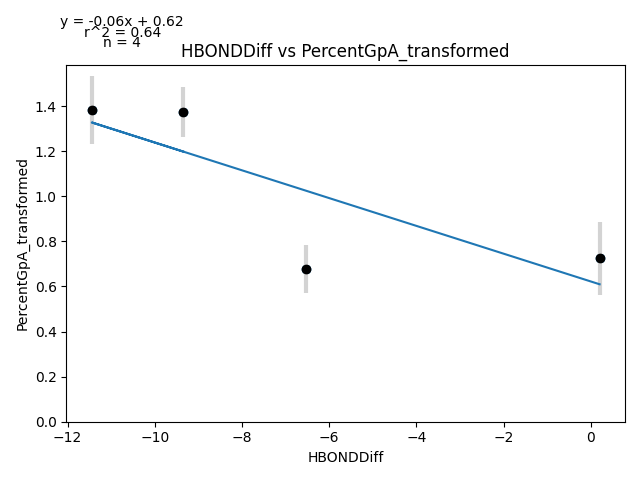 y = -0.06x + 0.62
r^2 = 0.64
n = 4
HBONDDiff vs PercentGpA_transformed
PercentGpA_transformed
1.4
1.2
1.0
0.8
0.6
0.4
0.2
0.0
−12
−10
−8
−6
−4
−2
0
HBONDDiff